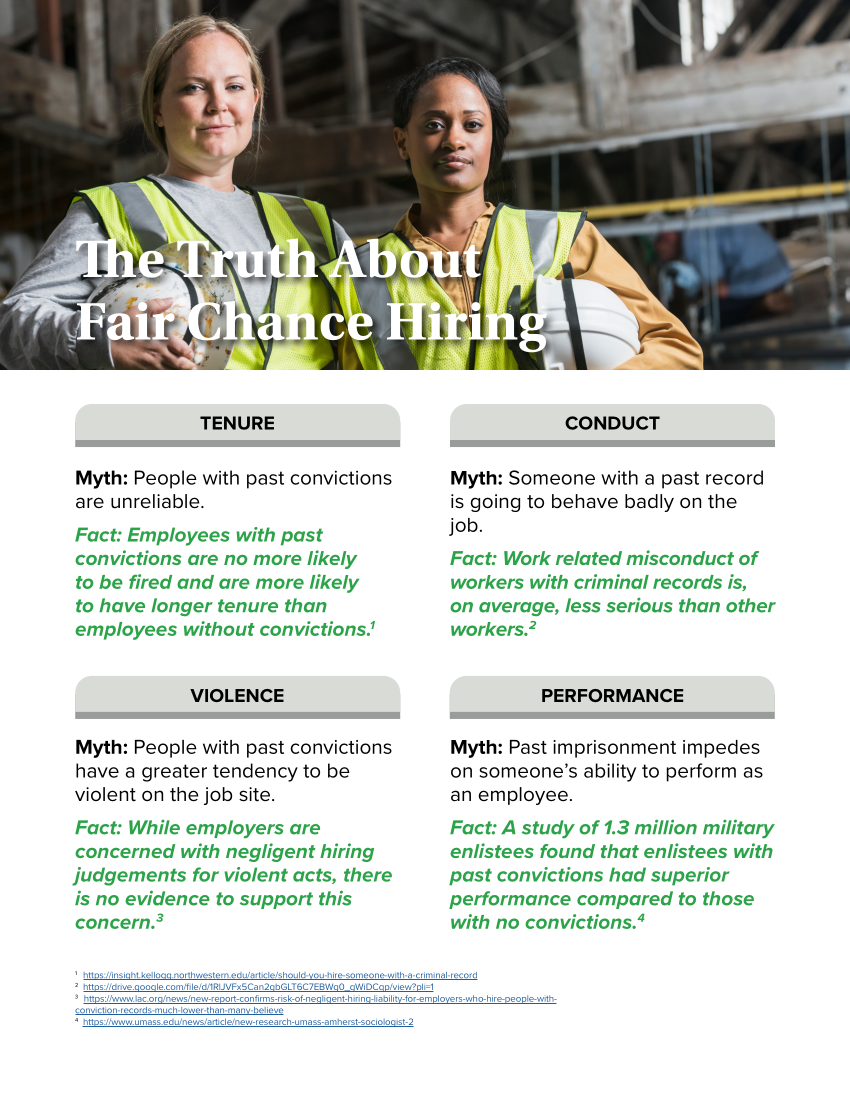 The Truth About
Fair Chance Hiring
TENURE
Myth: People with past convictions
are unreliable.
Fact: Employees with past
convictions are no more likely
to be fired and are more likely
to have longer tenure than
employees without convictions.¹
CONDUCT
Myth: Someone with a past record
is going to behave badly on the
job.
Fact: Work related misconduct of
workers with criminal records is,
on average, less serious than other
workers.²
VIOLENCE
Myth: People with past convictions
have a greater tendency to be
violent on the job site.
Fact: While employers are
concerned with negligent hiring
judgements for violent acts, there
is no evidence to support this
concern.³
PERFORMANCE
Myth: Past imprisonment impedes
on someone’s ability to perform as
an employee.
Fact: A study of 1.3 million military
enlistees found that enlistees with
past convictions had superior
performance compared to those
with no convictions.⁴
¹ https://insight.kellogg.northwestern.edu/article/should-you-hire-someone-with-a-criminal-record
² https://drive.google.com/file/d/1RlJVFx5Can2qbGLT6C7EBWg0_gWiDCqp/view?pli=1
³ https://www.lac.org/news/new-report-confirms-risk-of-negligent-hiring-liability-for-employers-who-hire-people-with-
conviction-records-much-lower-than-many-believe
⁴ https://www.umass.edu/news/article/new-research-umass-amherst-sociologist-2